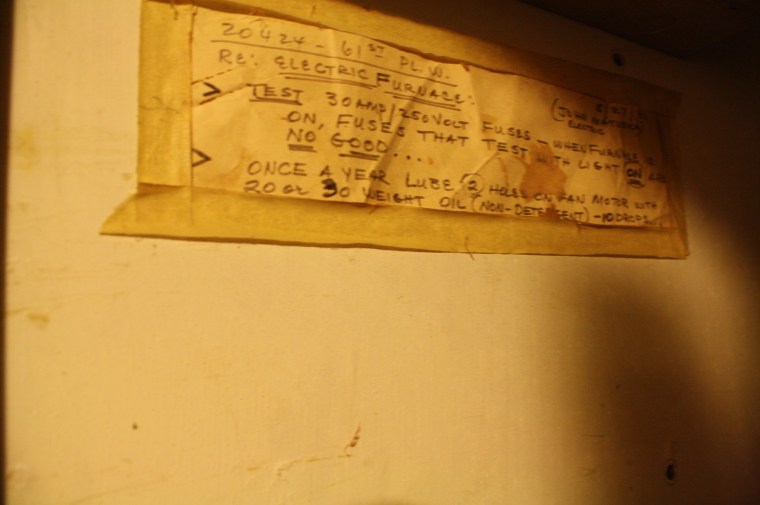 20424 - 61ST PL. W.
RE: ELECTRIC FURNACE:
> TEST 30 AMP/250 VOLT FUSES - WHEN FURNACE IS
ON, FUSES THAT TEST WITH LIGHT ON ARE
NO GOOD....
(JOHN
ELECTRIC
> ONCE A YEAR LUBE 2 HOLES ON FAN MOTOR WITH
20 OR 30 WEIGHT OIL (NON-DETERGENT) - 10 DROPS